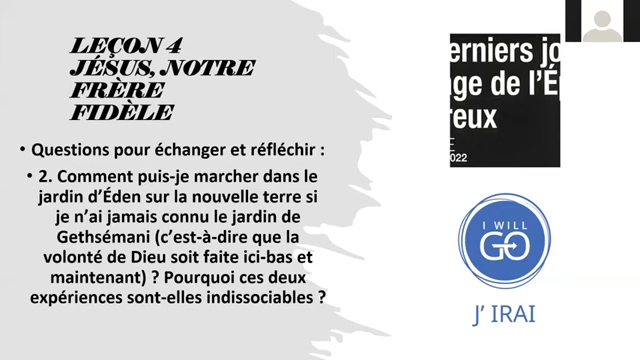 LEÇON 4
JÉSUS, NOTRE
FRÈRE
FIDÈLE
• Questions pour échanger et réfléchir :
• 2. Comment puis-je marcher dans le
jardin d’Éden sur la nouvelle terre si
je n’ai jamais connu le jardin de
Gethsémani (c’est-à-dire que la
volonté de Dieu soit faite ici-bas et
maintenant) ? Pourquoi ces deux
expériences sont-elles indissociables ?
erniers jo
ge de l’É
reux
E
2022
I WILL
GO
J’ IRAI